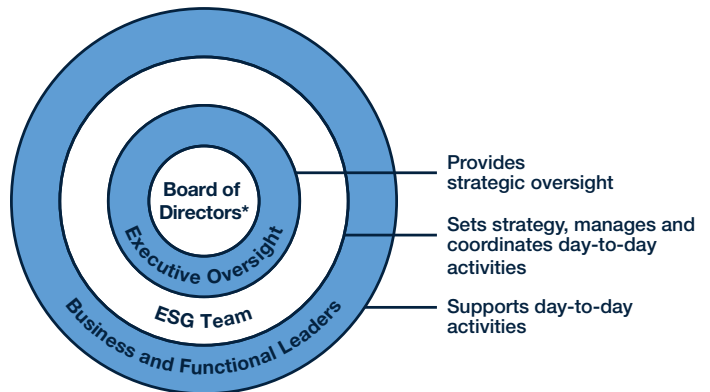 Board of
Directors*
Executive Oversight
ESG Team
Business and Functional Leaders
Provides
strategic oversight
Sets strategy, manages and
coordinates day-to-day
activities
Supports day-to-day
activities